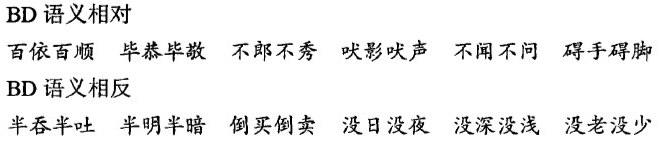 BD 语义相对
百依百顺 毕恭毕敬 不郎不秀 吠影吠声 不闻不问 碍手碍脚
BD 语义相反
半吞半吐 半明半暗 倒买倒卖 没日没夜 没深没浅 没老没少